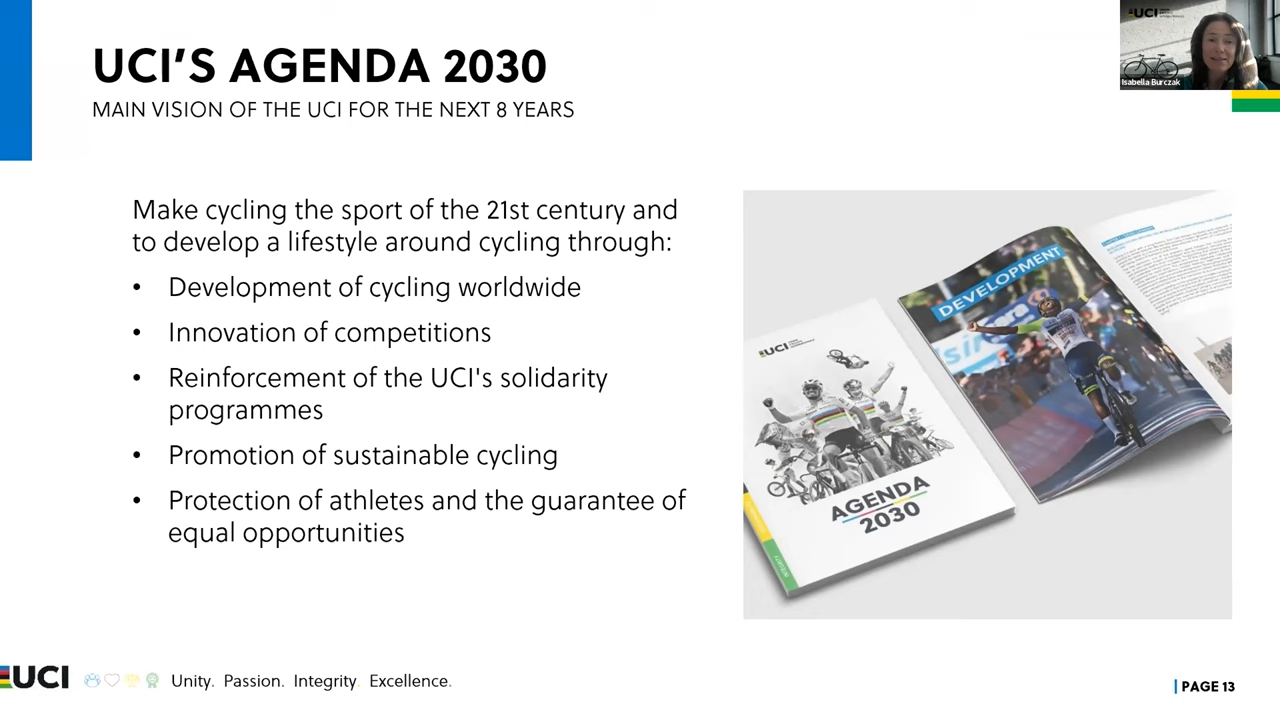 UCI'S AGENDA 2030
MAIN VISION OF THE UCI FOR THE NEXT 8 YEARS
UCI
Isabella Burczak
Make cycling the sport of the 21st century and
to develop a lifestyle around cycling through:
• Development of cycling worldwide
• Innovation of competitions
• Reinforcement of the UCI's solidarity
programmes
• Promotion of sustainable cycling
• Protection of athletes and the guarantee of
equal opportunities
UCI
AGENDA
2030
INTEGRITY
DEVELOPMENT
UCI
Unity. Passion. Integrity. Excellence.
PAGE 13